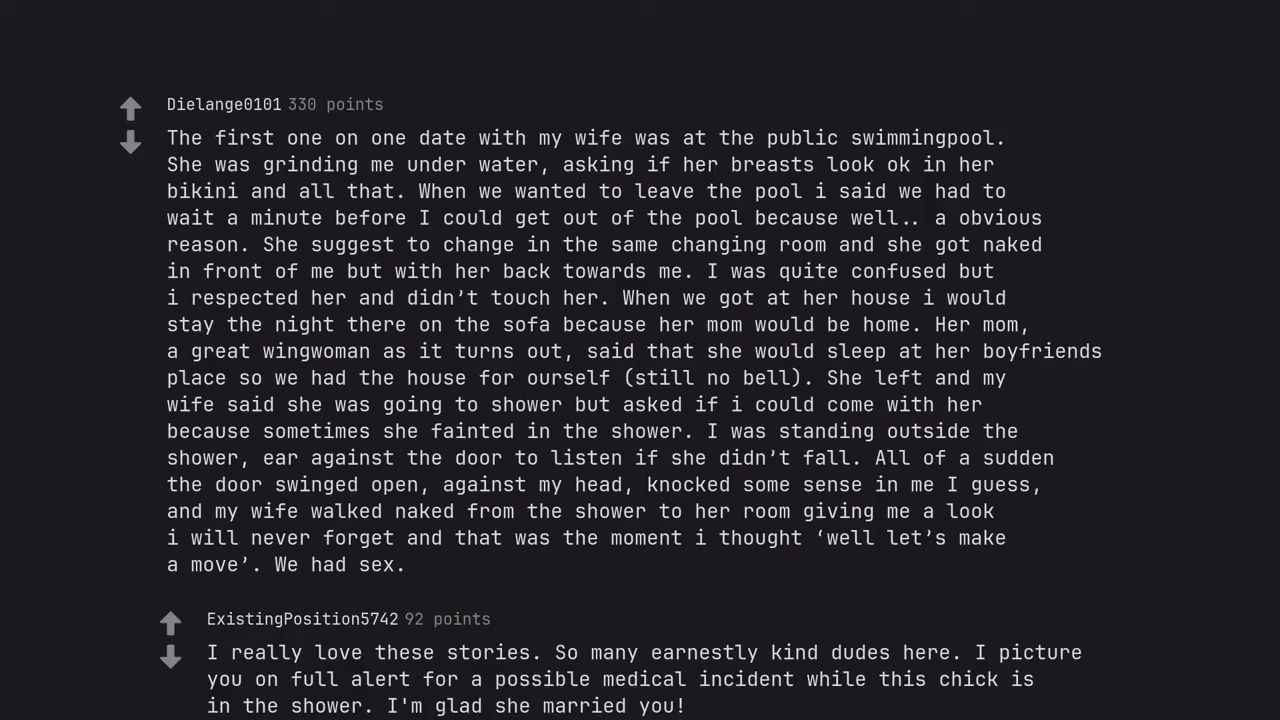 Dielange0101 330 points
The first one on one date with my wife was at the public swimmingpool.
She was grinding me under water, asking if her breasts look ok in her
bikini and all that. When we wanted to leave the pool i said we had to
wait a minute before I could get out of the pool because well.. a obvious
reason. She suggest to change in the same changing room and she got naked
in front of me but with her back towards me. I was quite confused but
i respected her and didn’t touch her. When we got at her house i would
stay the night there on the sofa because her mom would be home. Her mom,
a great wingwoman as it turns out, said that she would sleep at her boyfriends
place so we had the house for ourself (still no bell). She left and my
wife said she was going to shower but asked if i could come with her
because sometimes she fainted in the shower. I was standing outside the
shower, ear against the door to listen if she didn’t fall. All of a sudden
the door swinged open, against my head, knocked some sense in me I guess,
and my wife walked naked from the shower to her room giving me a look
i will never forget and that was the moment i thought ‘well let’s make
a move’. We had sex.
ExistingPosition5742 92 points
I really love these stories. So many earnestly kind dudes here. I picture
you on full alert for a possible medical incident while this chick is
in the shower. I'm glad she married you!